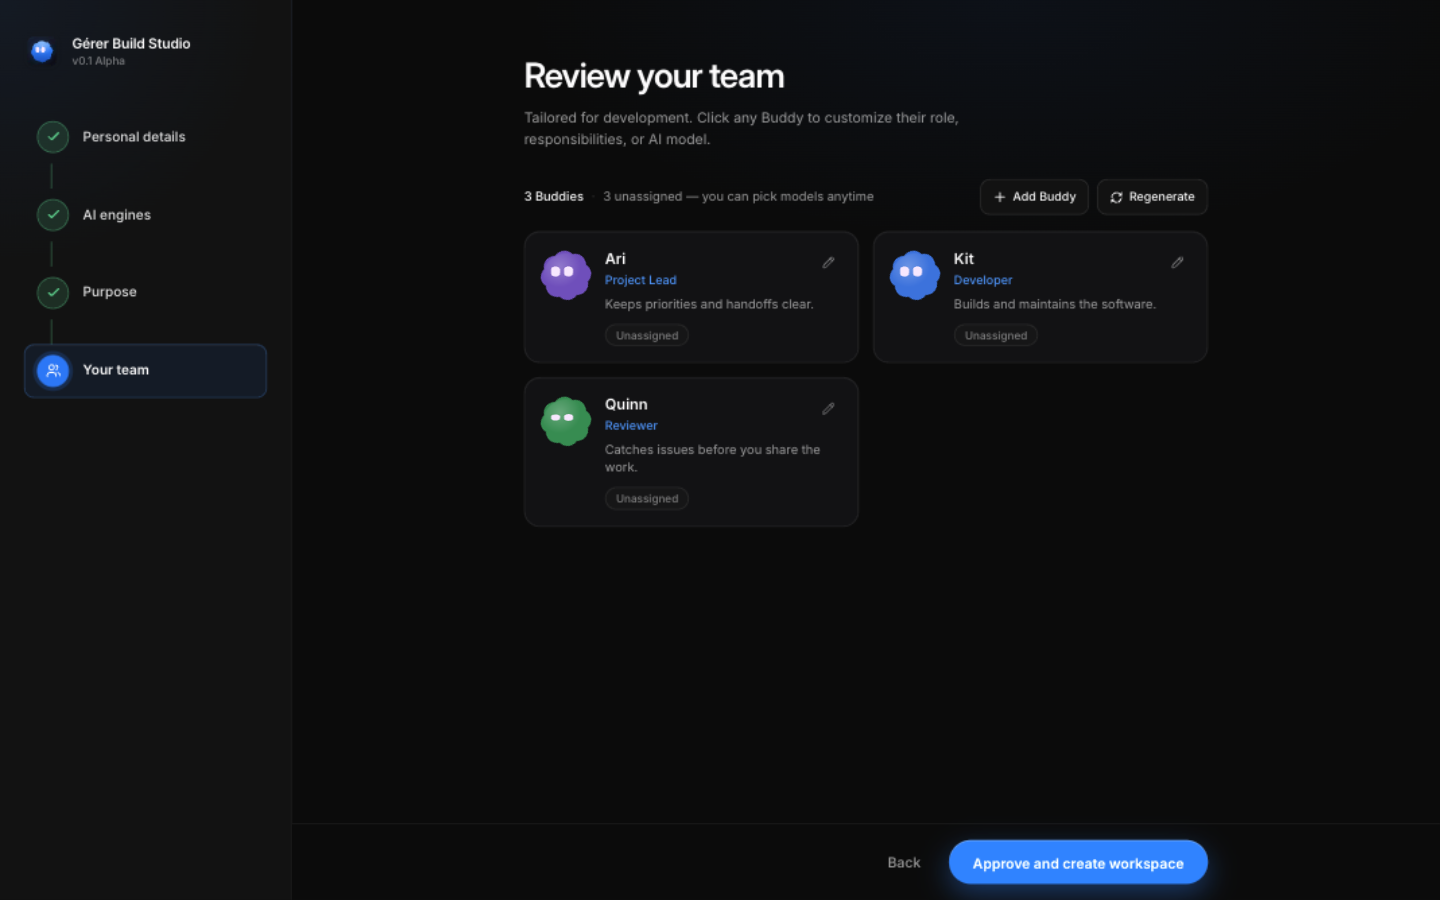 Gérer Build Studio
v0.1 Alpha
Personal details
AI engines
Purpose
Your team
Review your team
Tailored for development. Click any Buddy to customize their role,
responsibilities, or AI model.
3 Buddies · 3 unassigned — you can pick models anytime
Add Buddy
Regenerate
Ari
Project Lead
Keeps priorities and handoffs clear.
Unassigned
Kit
Developer
Builds and maintains the software.
Unassigned
Quinn
Reviewer
Catches issues before you share the
work.
Unassigned
Back
Approve and create workspace